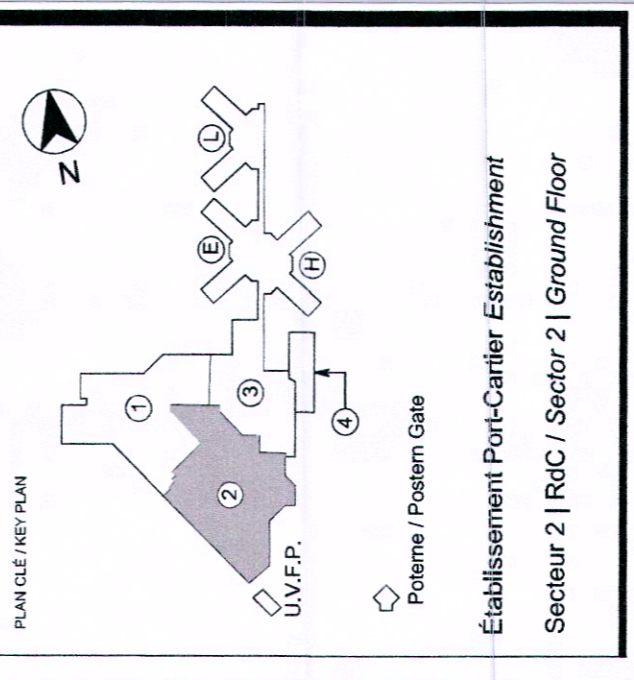 PLAN CLÉ / KEY PLAN
N
L
E
H
1
3
4
2
U.V.F.P.
Poterne / Postern Gate
Établissement Port-Cartier Establishment
Secteur 2 | RdC / Sector 2 | Ground Floor